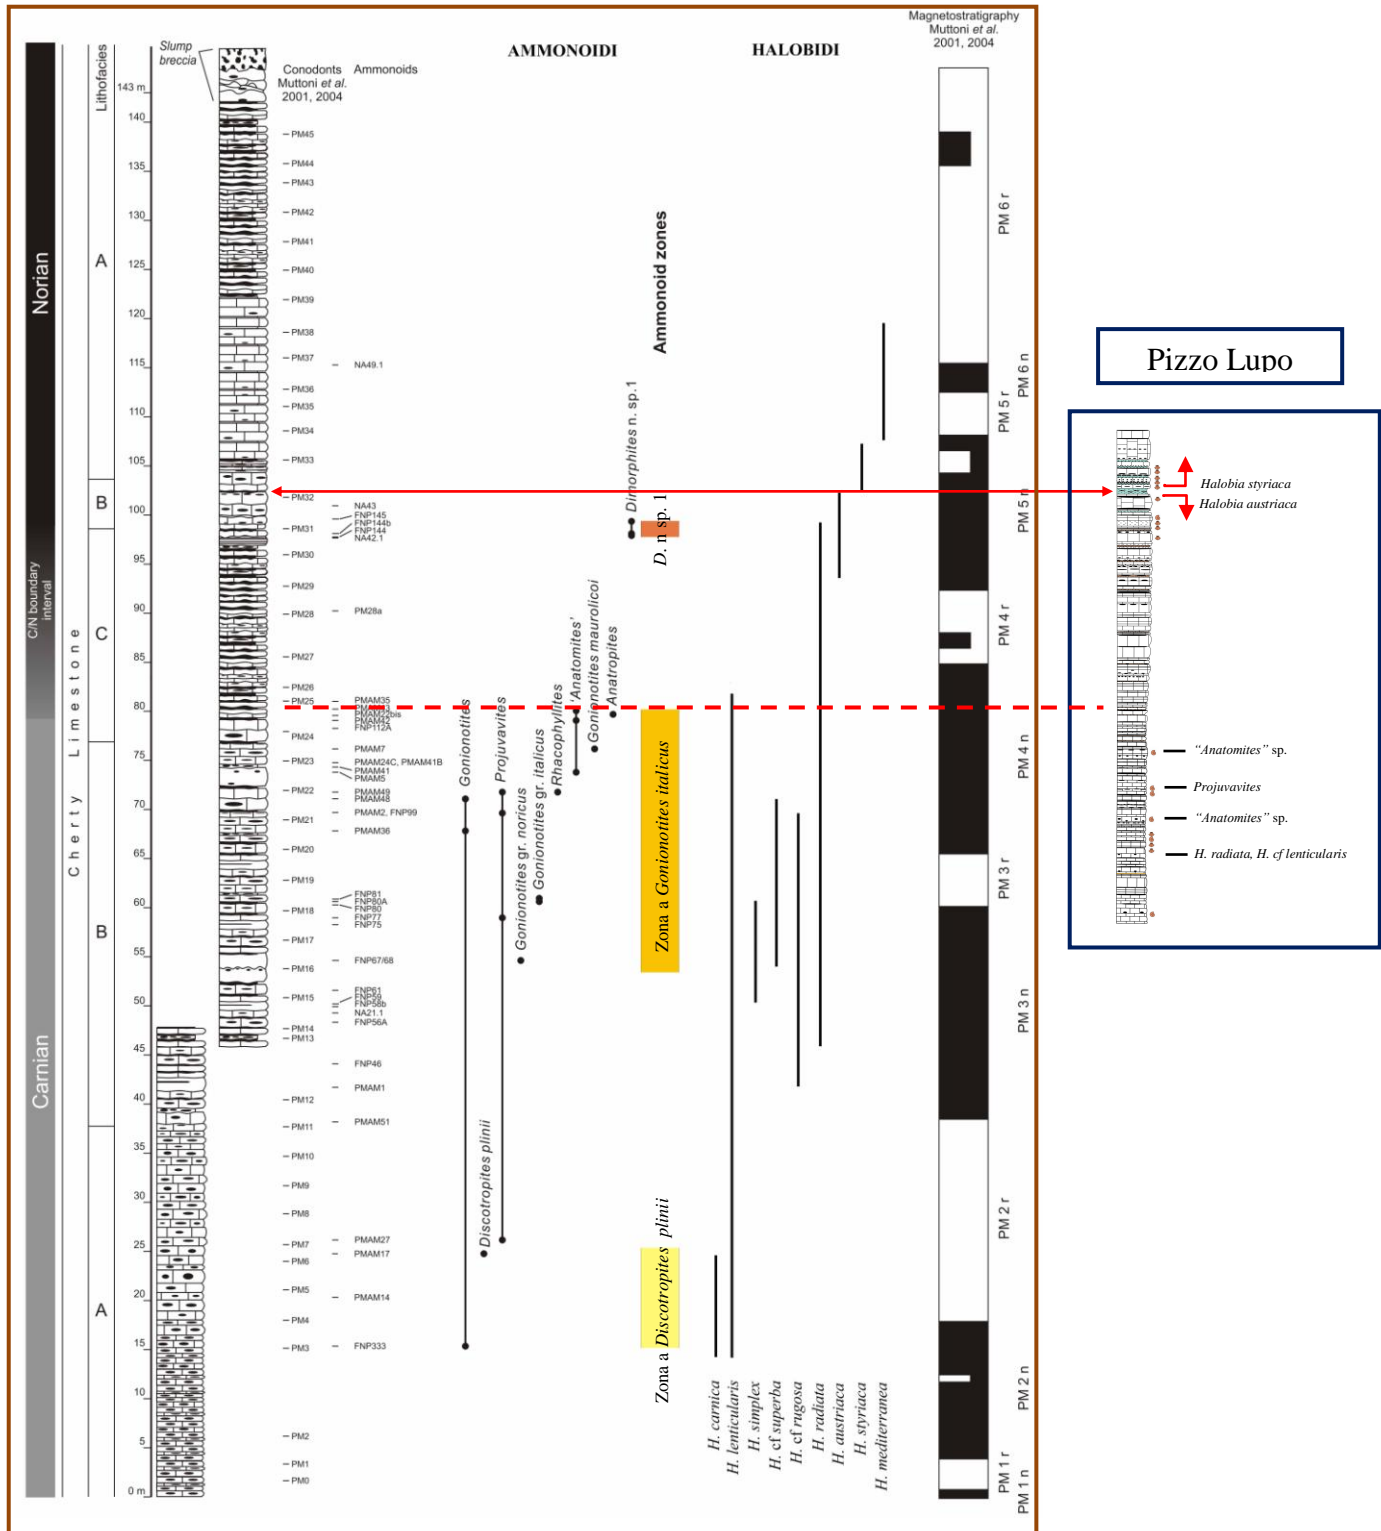 Magnetostratigraphy
Muttoni et al.
2001, 2004
AMMONOIDI
HALOBIDI
Slump
breccia
Conodonts
Muttoni et al.
2001, 2004
Ammonoids
Lithofacies
Norian
C/N boundary
interval
Carnian
Cherty Limestone
A
B
C
B
A
143 m
140
135
130
125
120
115
110
105
100
95
90
85
80
75
70
65
60
55
50
45
40
35
30
25
20
15
10
5
0 m
PM45
PM44
PM43
PM42
PM41
PM40
PM39
PM38
PM37
PM36
PM35
PM34
PM33
PM32
PM31
PM30
PM29
PM28
PM27
PM26
PM25
PM24
PM23
PM22
PM21
PM20
PM19
PM18
PM17
PM16
PM15
PM14
PM13
PM12
PM11
PM10
PM9
PM8
PM7
PM6
PM5
PM4
PM3
PM2
PM1
PM0
NA49.1
NA43
FNP145
FNP144b
FNP144
NA42.1
PM28a
PMAM35
PMAM22bis
PMAM42
FNP112A
PMAM7
PMAM24C, PMAM41B
PMAM41
PMAM5
PMAM49
PMAM48
PMAM2, FNP99
PMAM36
FNP81
FNP80A
FNP80
FNP77
FNP75
FNP67/68
FNP61
FNP59
FNP58b
NA21.1
FNP56A
FNP46
PMAM1
PMAM51
PMAM27
PMAM17
PMAM14
FNP333
Gonionotites
Discotropites plinii
Projuvavites
Gonionotites gr. noricus
Gonionotites gr. italicus
Rhacophyllites
'Anatomites'
Gonionotites maurolicoi
Anatropites
Dimorphites n. sp.1
Ammonoid zones
D. n sp. 1
Zona a Gonionotites italicus
Zona a Discotropites plinii
H. carnica
H. lenticularis
H. simplex
H. cf superba
H. cf rugosa
H. radiata
H. austriaca
H. styriaca
H. mediterranea
PM 6 r
PM 6 n
PM 5 r
PM 5 n
PM 4 r
PM 4 n
PM 3 r
PM 3 n
PM 2 r
PM 2 n
PM 1 r
PM 1 n
Pizzo Lupo
Halobia styriaca
Halobia austriaca
“Anatomites” sp.
Projuvavites
“Anatomites” sp.
H. radiata, H. cf lenticularis